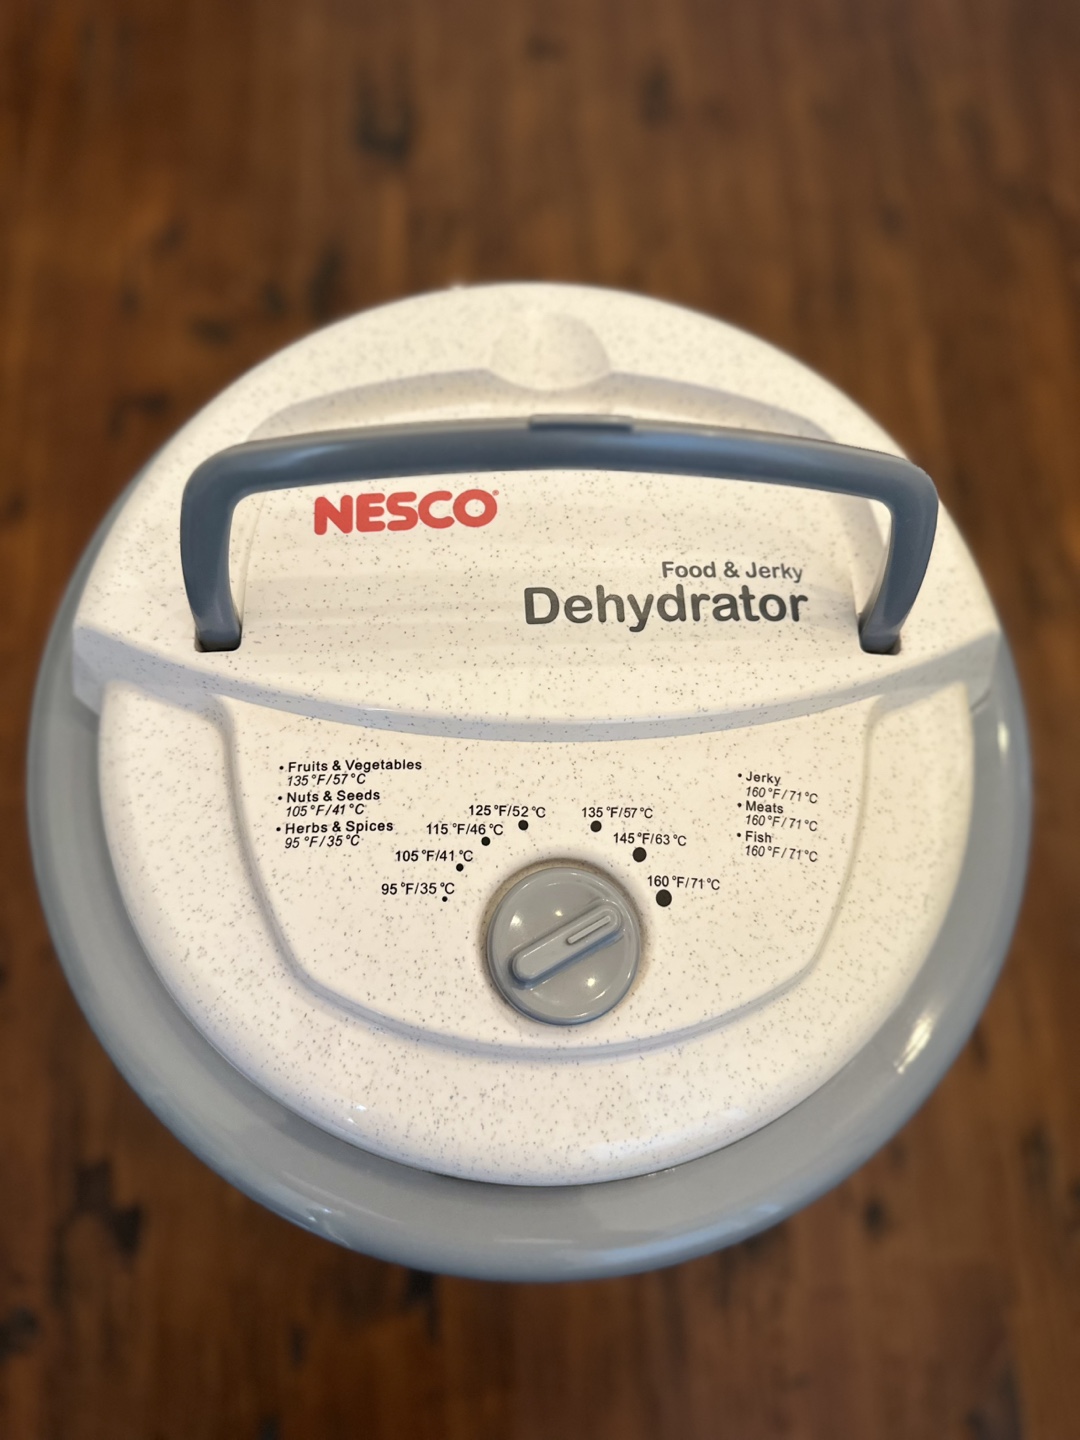 NESCO
Food & Jerky
Dehydrator
• Fruits & Vegetables
135°F/57°C
• Nuts & Seeds
105°F/41°C
• Herbs & Spices
95°F/35°C
95°F/35°C
105°F/41°C
115°F/46°C
125°F/52°C
135°F/57°C
145°F/63°C
160°F/71°C
• Jerky
160°F/71°C
• Meats
160°F/71°C
• Fish
160°F/71°C